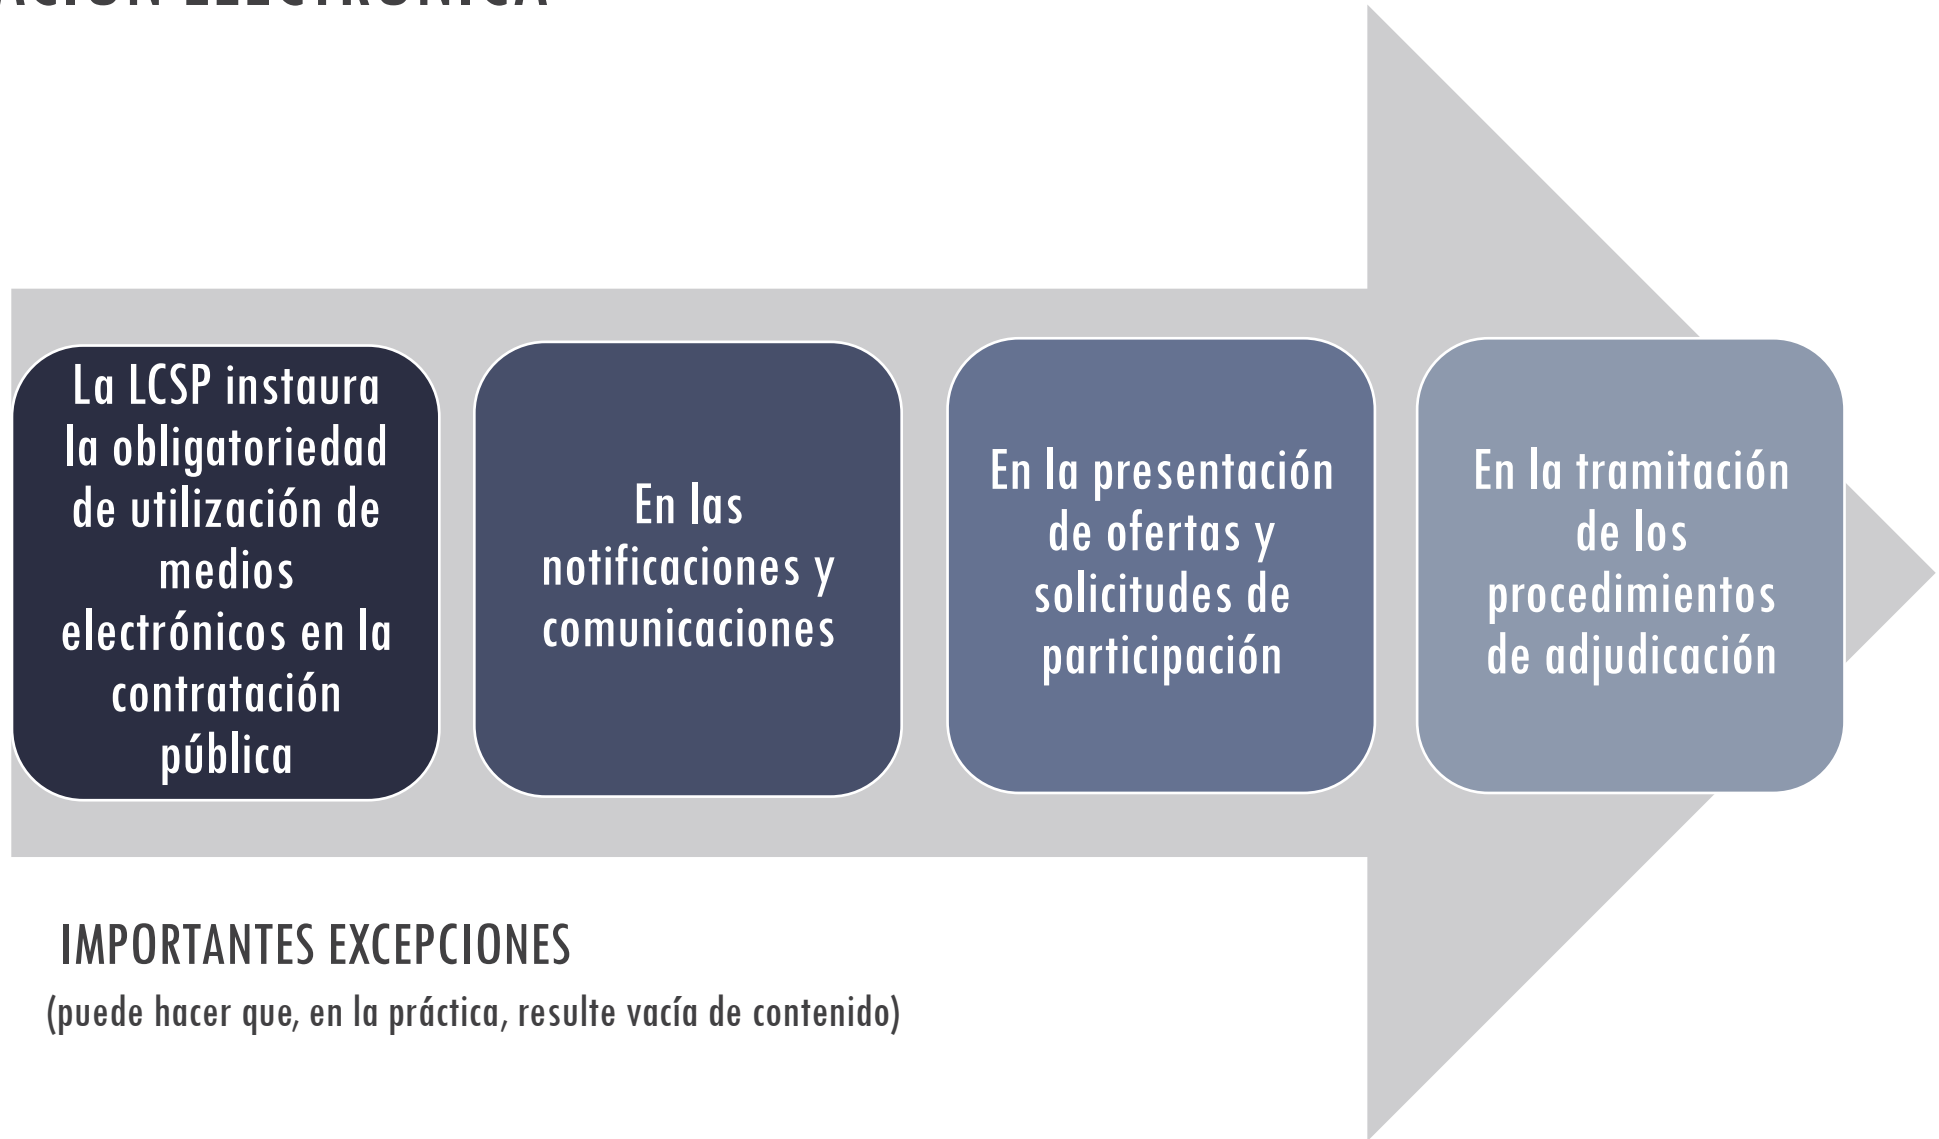 ELECTRÓNICA
La LCSP instaura
la obligatoriedad
de utilización de
medios
electrónicos en la
contratación
pública
En las
notificaciones y
comunicaciones
En la presentación
de ofertas y
solicitudes de
participación
En la tramitación
de los
procedimientos
de adjudicación
IMPORTANTES EXCEPCIONES
(puede hacer que, en la práctica, resulte vacía de contenido)